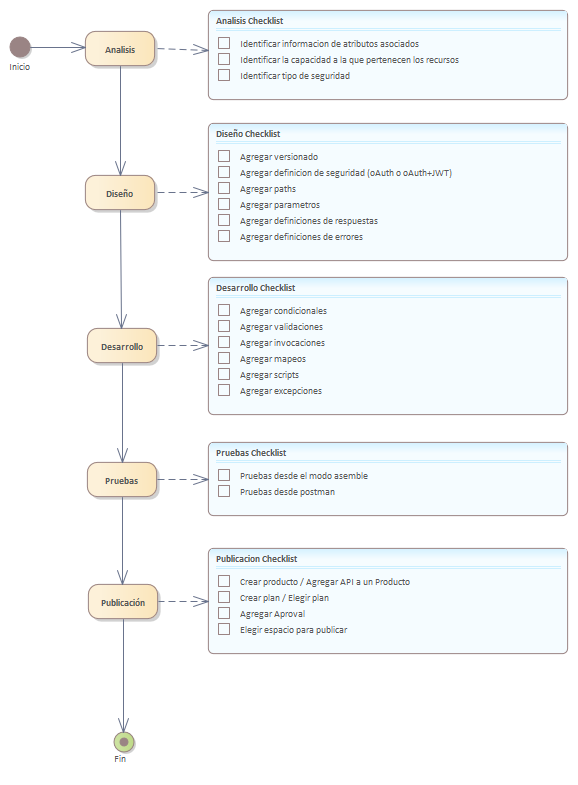 Inicio
Analisis
Analisis Checklist
Identificar informacion de atributos asociados
Identificar la capacidad a la que pertenecen los recursos
Identificar tipo de seguridad
Diseño
Diseño Checklist
Agregar versionado
Agregar definicion de seguridad (oAuth o oAuth+JWT)
Agregar paths
Agregar parametros
Agregar definiciones de respuestas
Agregar definiciones de errores
Desarrollo
Desarrollo Checklist
Agregar condicionales
Agregar validaciones
Agregar invocaciones
Agregar mapeos
Agregar scripts
Agregar excepciones
Pruebas
Pruebas Checklist
Pruebas desde el modo asemble
Pruebas desde postman
Publicación
Publicacion Checklist
Crear producto / Agregar API a un Producto
Crear plan / Elegir plan
Agregar Aproval
Elegir espacio para publicar
Fin